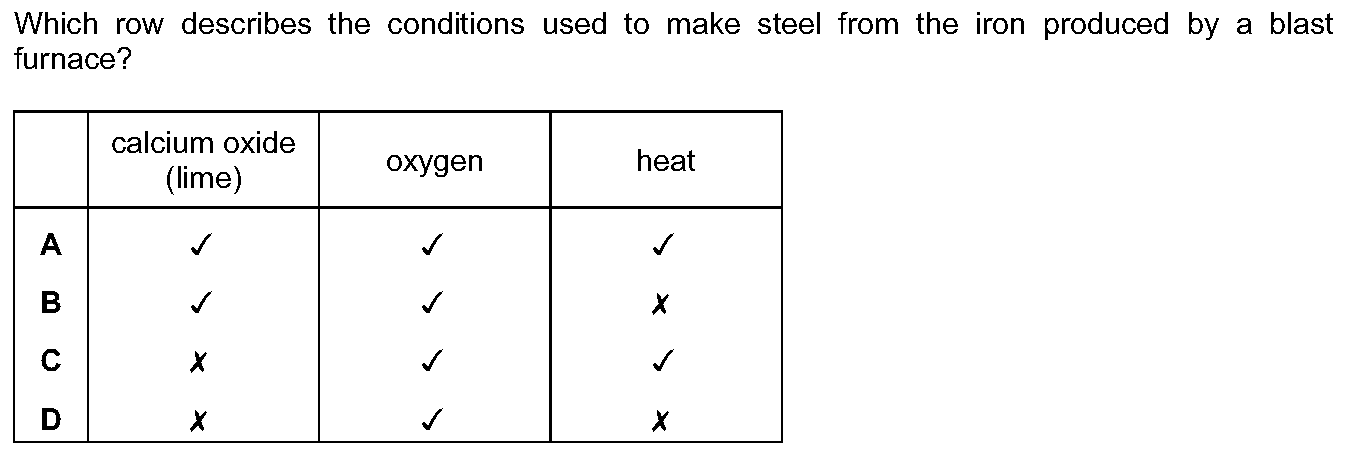 Which row describes the conditions used to make steel from the iron produced by a blast
furnace?
calcium oxide
(lime)
oxygen
heat
A ✓ ✓ ✓
B ✓ ✓ ✗
C ✗ ✓ ✓
D ✗ ✓ ✗